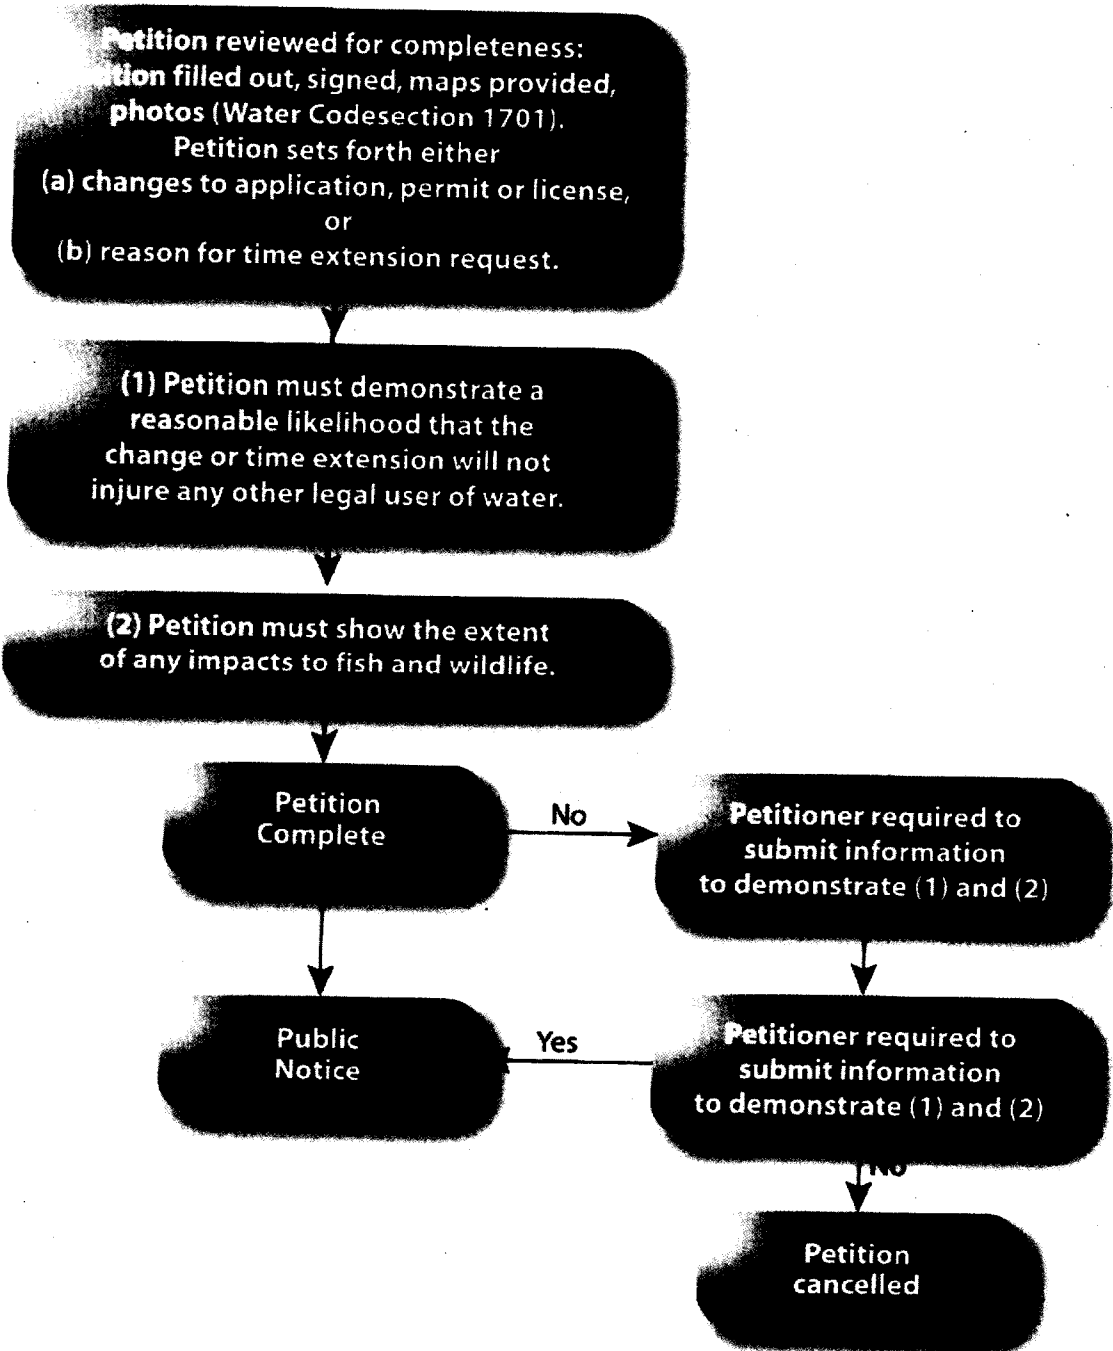 Petition reviewed for completeness:
filled out, signed, maps provided,
photos (Water Codesection 1701).
Petition sets forth either
(a) changes to application, permit or license,
or
(b) reason for time extension request.
(1) Petition must demonstrate a
reasonable likelihood that the
change or time extension will not
injure any other legal user of water.
(2) Petition must show the extent
of any impacts to fish and wildlife.
Petition
Complete
No
Petitioner required to
submit information
to demonstrate (1) and (2)
Public
Notice
Yes
Petitioner required to
submit information
to demonstrate (1) and (2)
No
Petition
cancelled